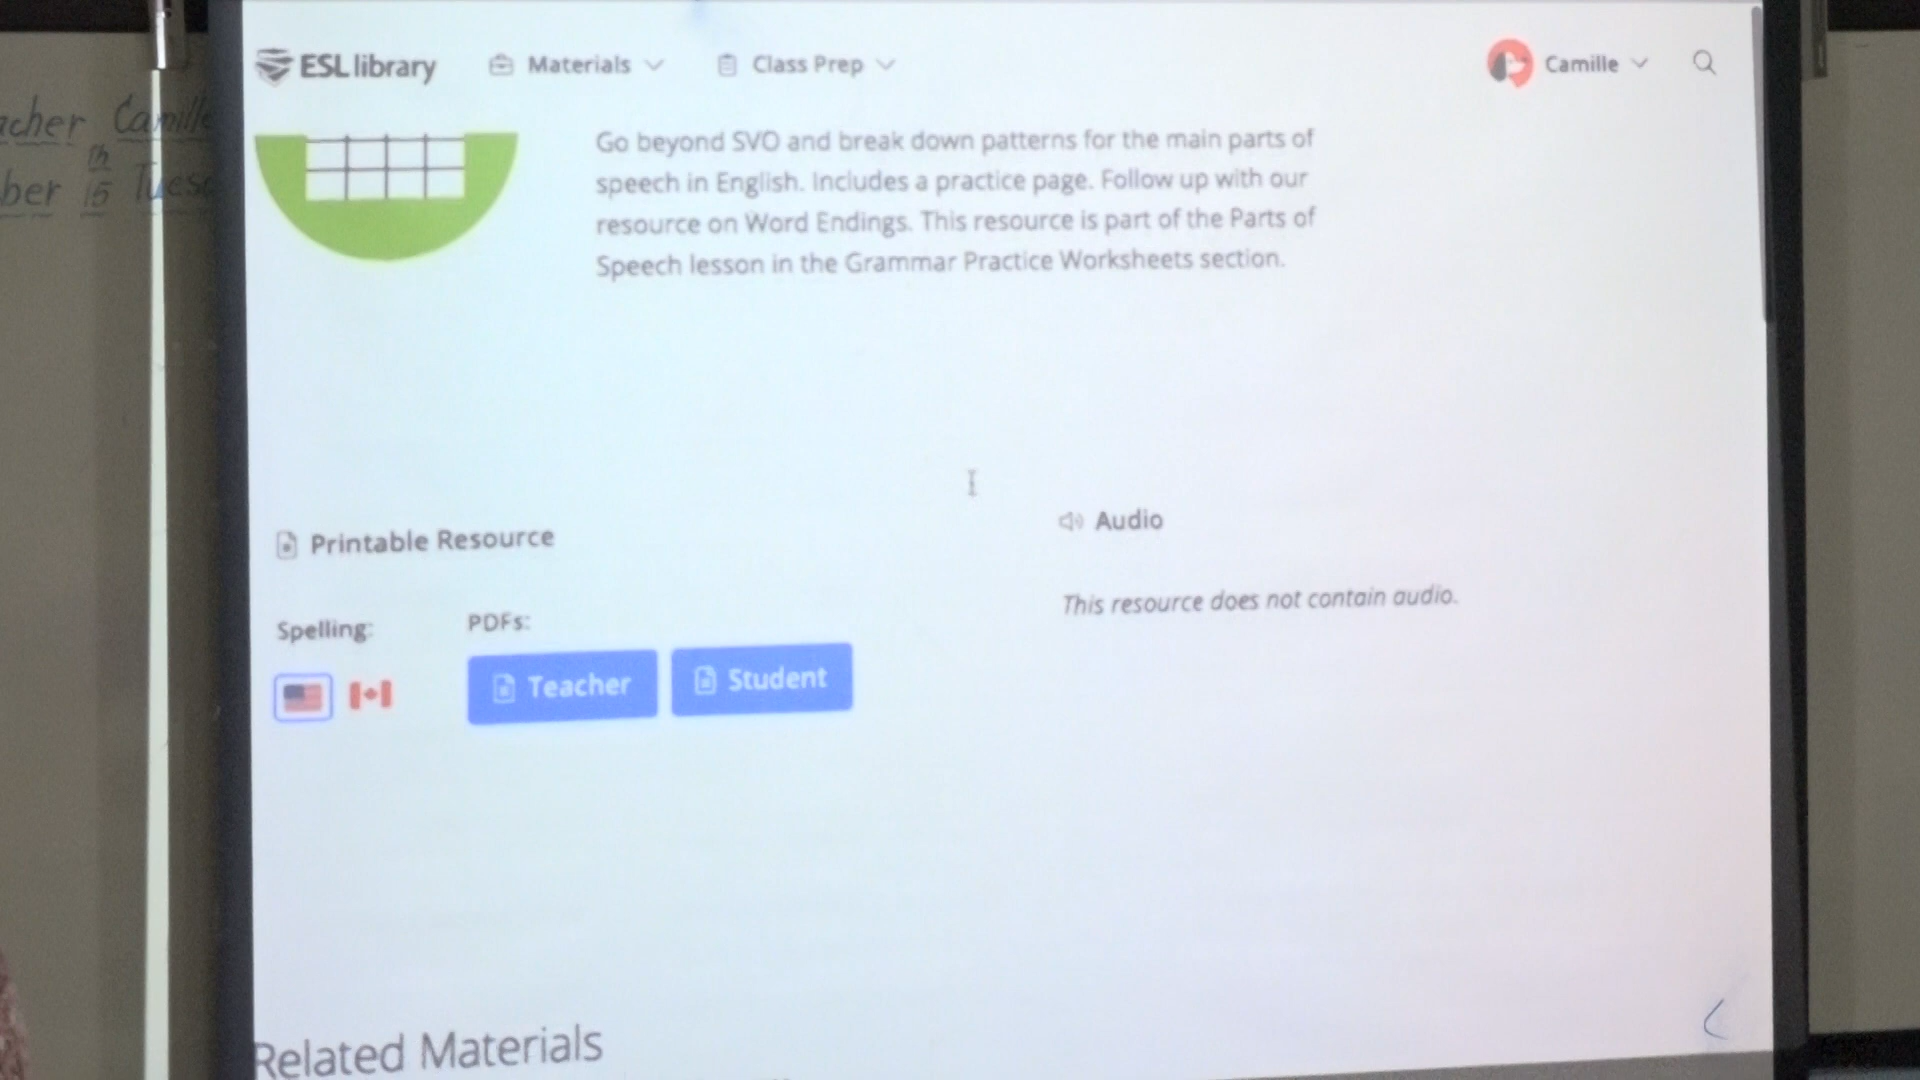 ESL library
Materials
Class Prep
Camille
Camille
th
15
Go beyond SVO and break down patterns for the main parts of
speech in English. Includes a practice page. Follow up with our
resource on Word Endings. This resource is part of the Parts of
Speech lesson in the Grammar Practice Worksheets section.
Printable Resource
Audio
This resource does not contain audio.
Spelling:
PDFs:
Teacher
Student
Related Materials